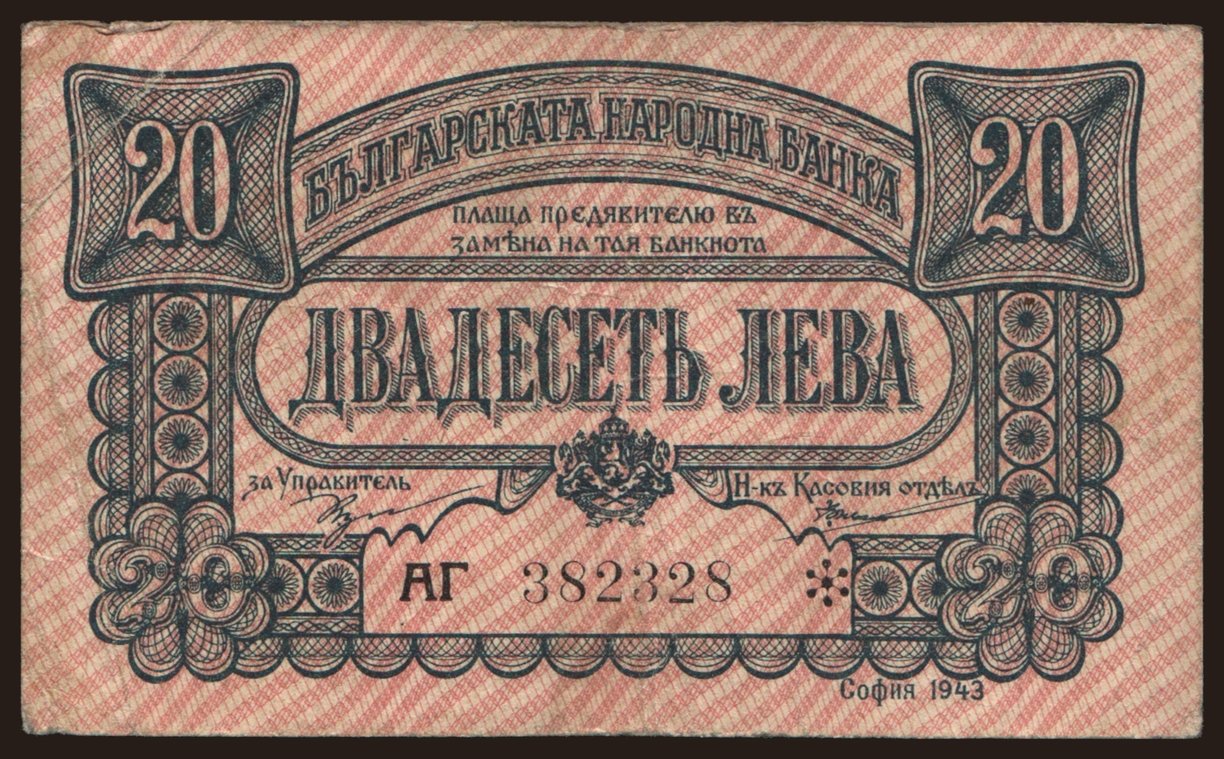 20 20
БЪЛГАРСКАТА НАРОДНА БАНКА
ПЛАЩА ПРЕДЯВИТЕЛЮ ВЪ
ЗАМѢНА НА ТАЯ БАНКНОТА
ДВАДЕСЕТЬ ЛЕВА
за Управитель
Н-къ Касовия отдѣлъ
АГ 382328
20 20
София 1943